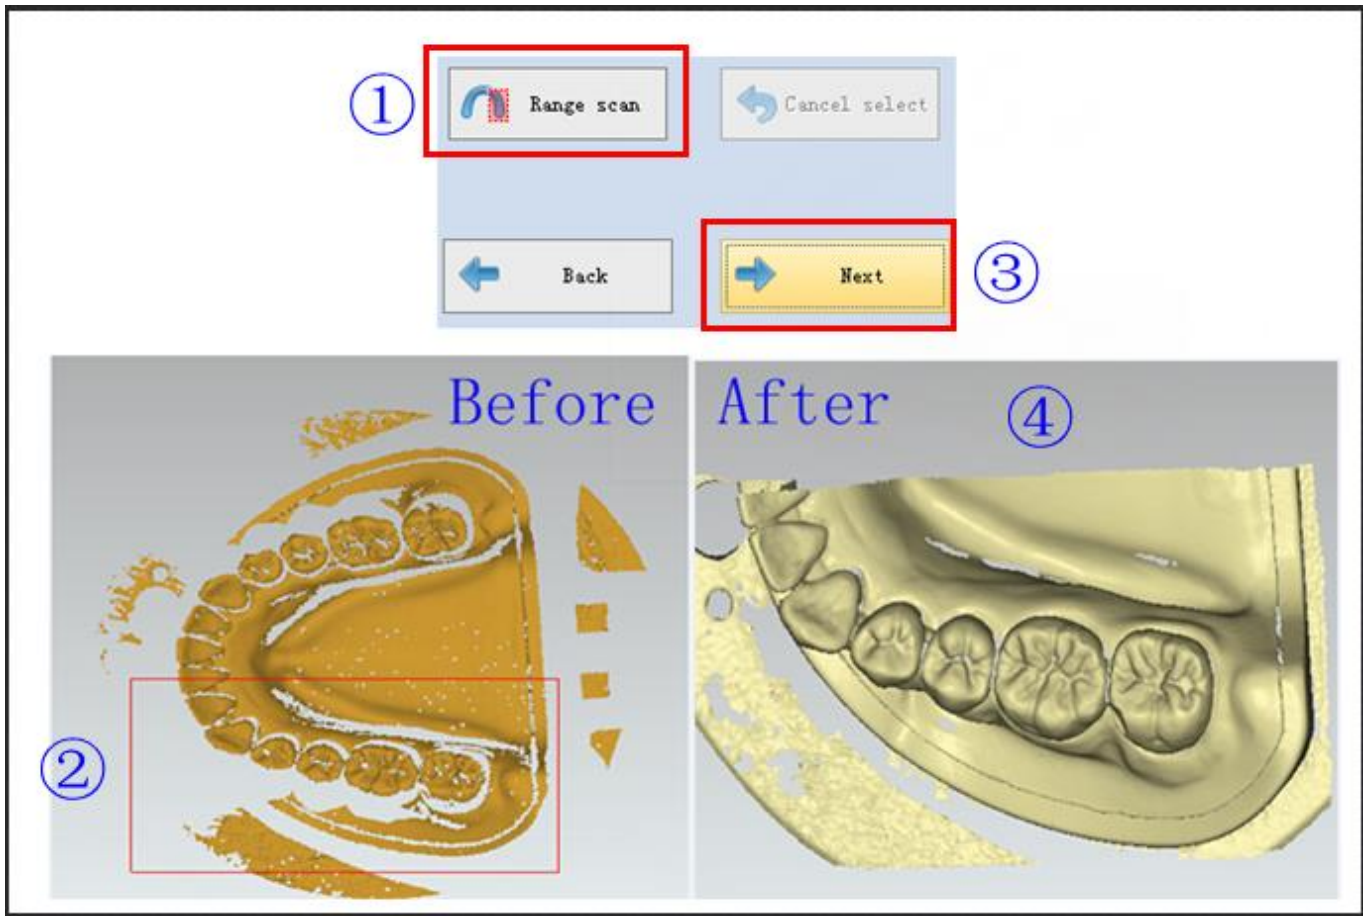 ① Range scan Cancel select
Back Next ③
Before After ④
②